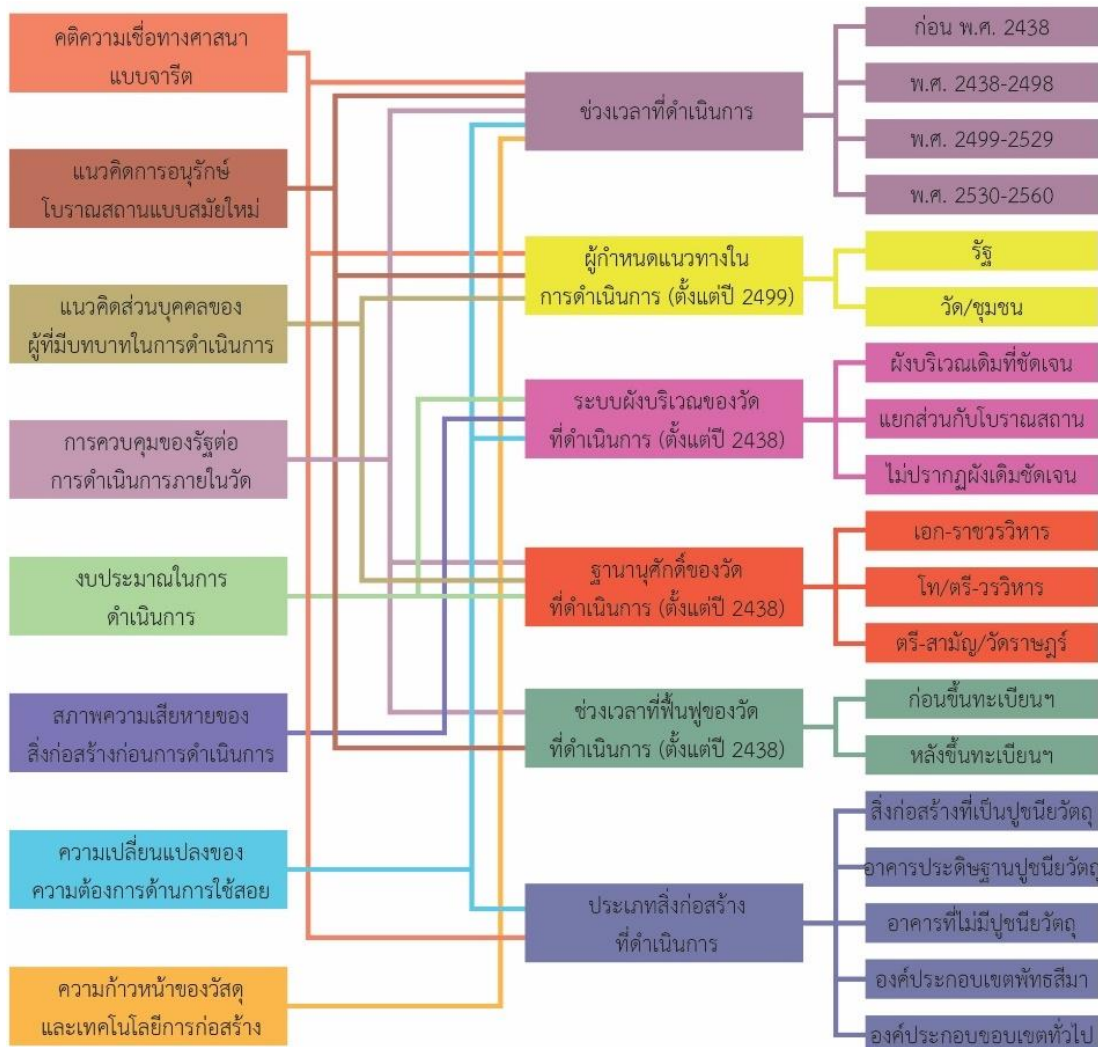 คติความเชื่อทางศาสนา
แบบจารีต
แนวคิดการอนุรักษ์
โบราณสถานแบบสมัยใหม่
แนวคิดส่วนบุคคลของ
ผู้ที่มีบทบาทในการดำเนินการ
การควบคุมของรัฐต่อ
การดำเนินการภายในวัด
งบประมาณในการ
ดำเนินการ
สภาพความเสียหายของ
สิ่งก่อสร้างก่อนการดำเนินการ
ความเปลี่ยนแปลงของ
ความต้องการด้านการใช้สอย
ความก้าวหน้าของวัสดุ
และเทคโนโลยีการก่อสร้าง
ช่วงเวลาที่ดำเนินการ
ผู้กำหนดแนวทางใน
การดำเนินการ (ตั้งแต่ปี 2499)
ระบบผังบริเวณของวัด
ที่ดำเนินการ (ตั้งแต่ปี 2438)
ฐานานุศักดิ์ของวัด
ที่ดำเนินการ (ตั้งแต่ปี 2438)
ช่วงเวลาที่ฟื้นฟูของวัด
ที่ดำเนินการ (ตั้งแต่ปี 2438)
ประเภทสิ่งก่อสร้าง
ที่ดำเนินการ
ก่อน พ.ศ. 2438
พ.ศ. 2438-2498
พ.ศ. 2499-2529
พ.ศ. 2530-2560
รัฐ
วัด/ชุมชน
ผังบริเวณเดิมที่ชัดเจน
แยกส่วนกับโบราณสถาน
ไม่ปรากฏผังเดิมชัดเจน
เอก-ราชวรวิหาร
โท/ตรี-วรวิหาร
ตรี-สามัญ/วัดราษฎร์
ก่อนขึ้นทะเบียนฯ
หลังขึ้นทะเบียนฯ
สิ่งก่อสร้างที่เป็นปูชนียวัตถุ
อาคารประดิษฐานปูชนียวัตถุ
อาคารที่ไม่มีปูชนียวัตถุ
องค์ประกอบเขตพัทธสีมา
องค์ประกอบขอบเขตทั่วไป